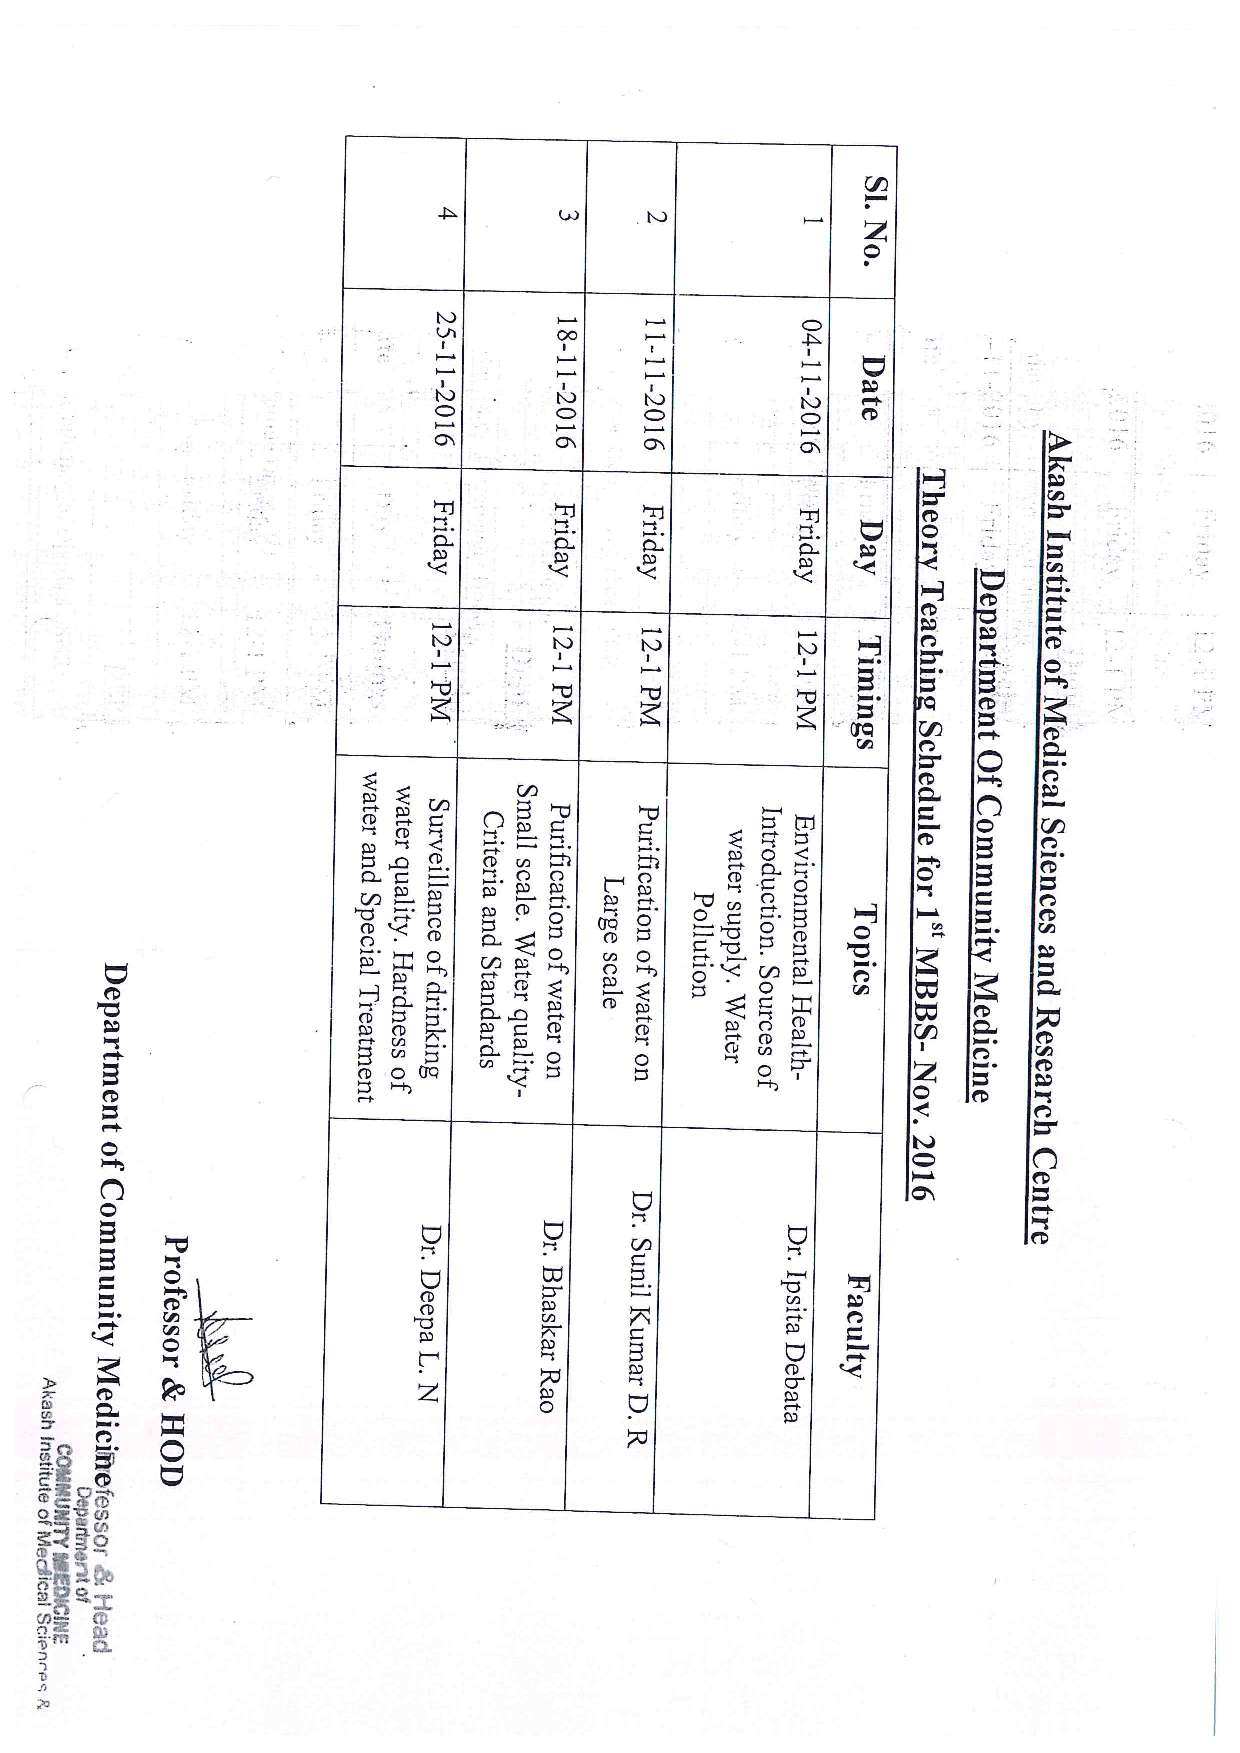 Akash Institute of Medical Sciences and Research Centre
Department Of Community Medicine
Theory Teaching Schedule for 1st MBBS- Nov. 2016
Sl. No. Date Day Timings Topics Faculty
1 04-11-2016 Friday 12-1 PM Environmental Health-
Introduction. Sources of
water supply. Water
Pollution
Dr. Ipsita Debata
2 11-11-2016 Friday 12-1 PM Purification of water on
Large scale
Dr. Sunil Kumar D. R
3 18-11-2016 Friday 12-1 PM Purification of water on
Small scale. Water quality-
Criteria and Standards
Dr. Bhaskar Rao
4 25-11-2016 Friday 12-1 PM Surveillance of drinking
water quality. Hardness of
water and Special Treatment
Dr. Deepa L. N
Professor & HOD
Department of Community Medicine
& Head
Department of
COMMUNITY MEDICINE
Akash Institute of Medical Sciences &